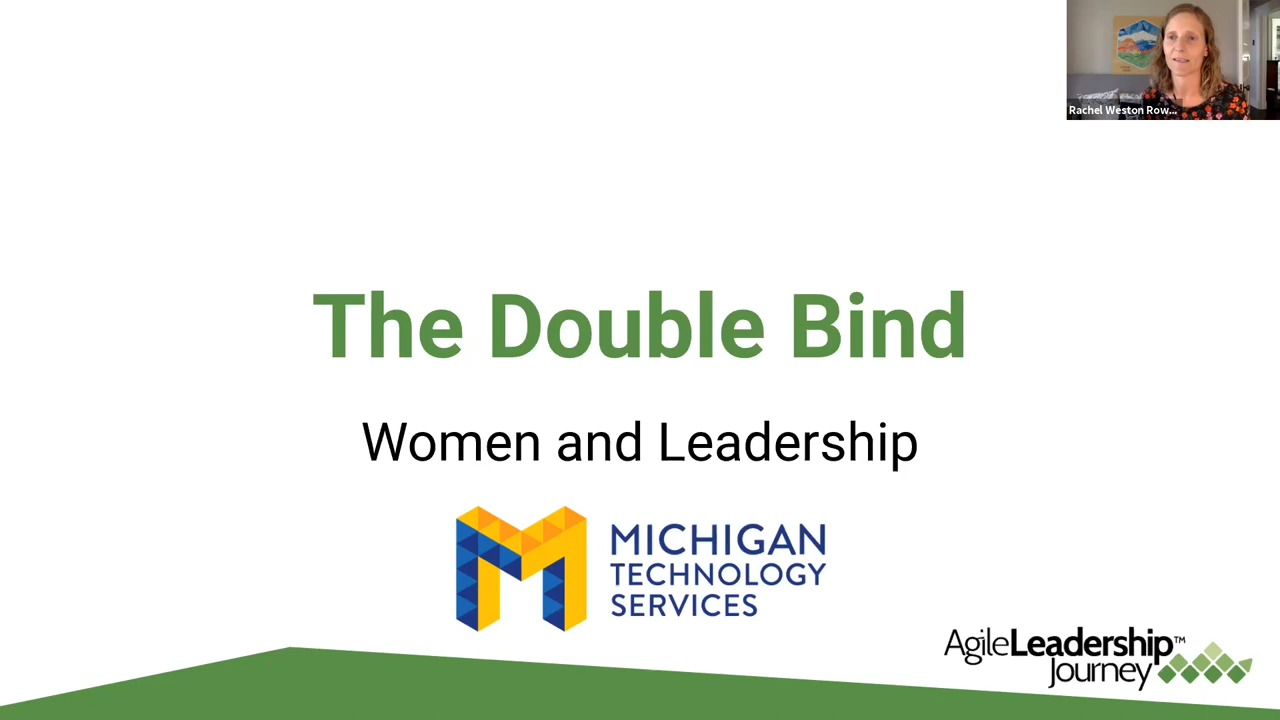 Rachel Weston Row...
The Double Bind
Women and Leadership
MICHIGAN
TECHNOLOGY
SERVICES
AgileLeadership™
Journey